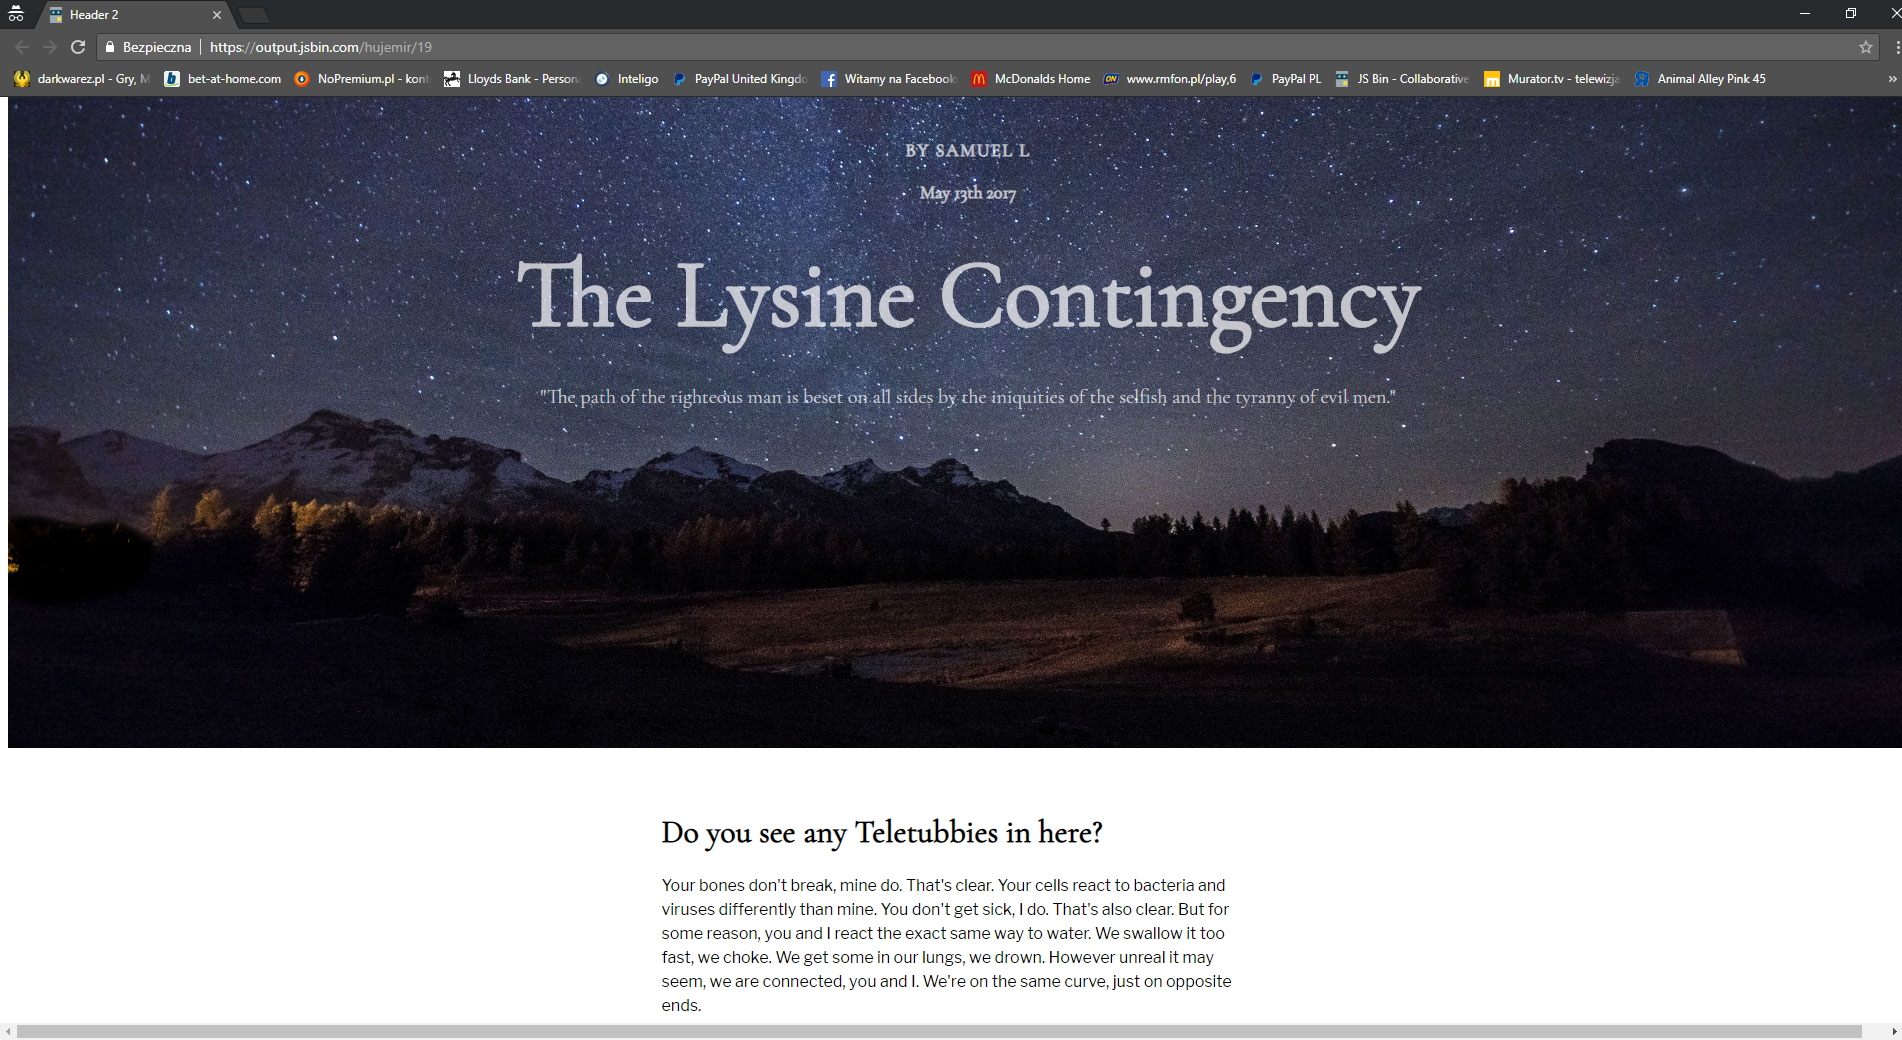 Header 2
Bezpieczna
https://output.jsbin.com/hujemir/19
darkwarez.pl - Gry, M
bet-at-home.com
NoPremium.pl - kont
Lloyds Bank - Persona
Inteligo
PayPal United Kingdo
Witamy na Facebook
McDonalds Home
ON
www.rmfon.pl/play,6
PayPal PL
JS Bin - Collaborative
Murator.tv - telewizja
Animal Alley Pink 45
BY SAMUEL L
May 13th 2017
The Lysine Contingency
"The path of the righteous man is beset on all sides by the iniquities of the selfish and the tyranny of evil men."
Do you see any Teletubbies in here?
Your bones don't break, mine do. That's clear. Your cells react to bacteria and
viruses differently than mine. You don't get sick, I do. That's also clear. But for
some reason, you and I react the exact same way to water. We swallow it too
fast, we choke. We get some in our lungs, we drown. However unreal it may
seem, we are connected, you and I. We're on the same curve, just on opposite
ends.